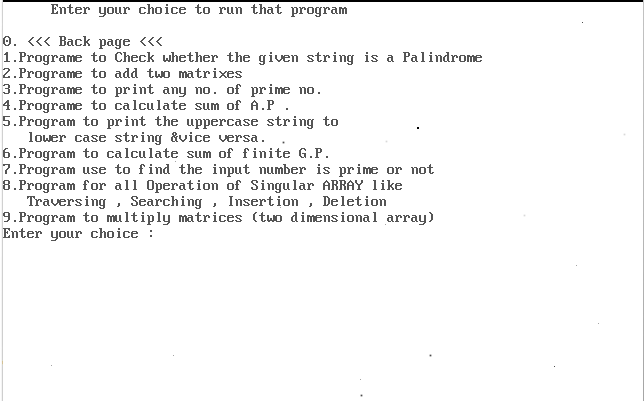 Enter your choice to run that program
0. <<< Back page <<<
1.Programe to Check whether the given string is a Palindrome
2.Programe to add two matrixes
3.Programe to print any no. of prime no.
4.Programe to calculate sum of A.P .
5.Program to print the uppercase string to
lower case string &vice versa.
6.Program to calculate sum of finite G.P.
7.Program use to find the input number is prime or not
8.Program for all Operation of Singular ARRAY like
Traversing , Searching , Insertion , Deletion
9.Program to multiply matrices (two dimensional array)
Enter your choice :